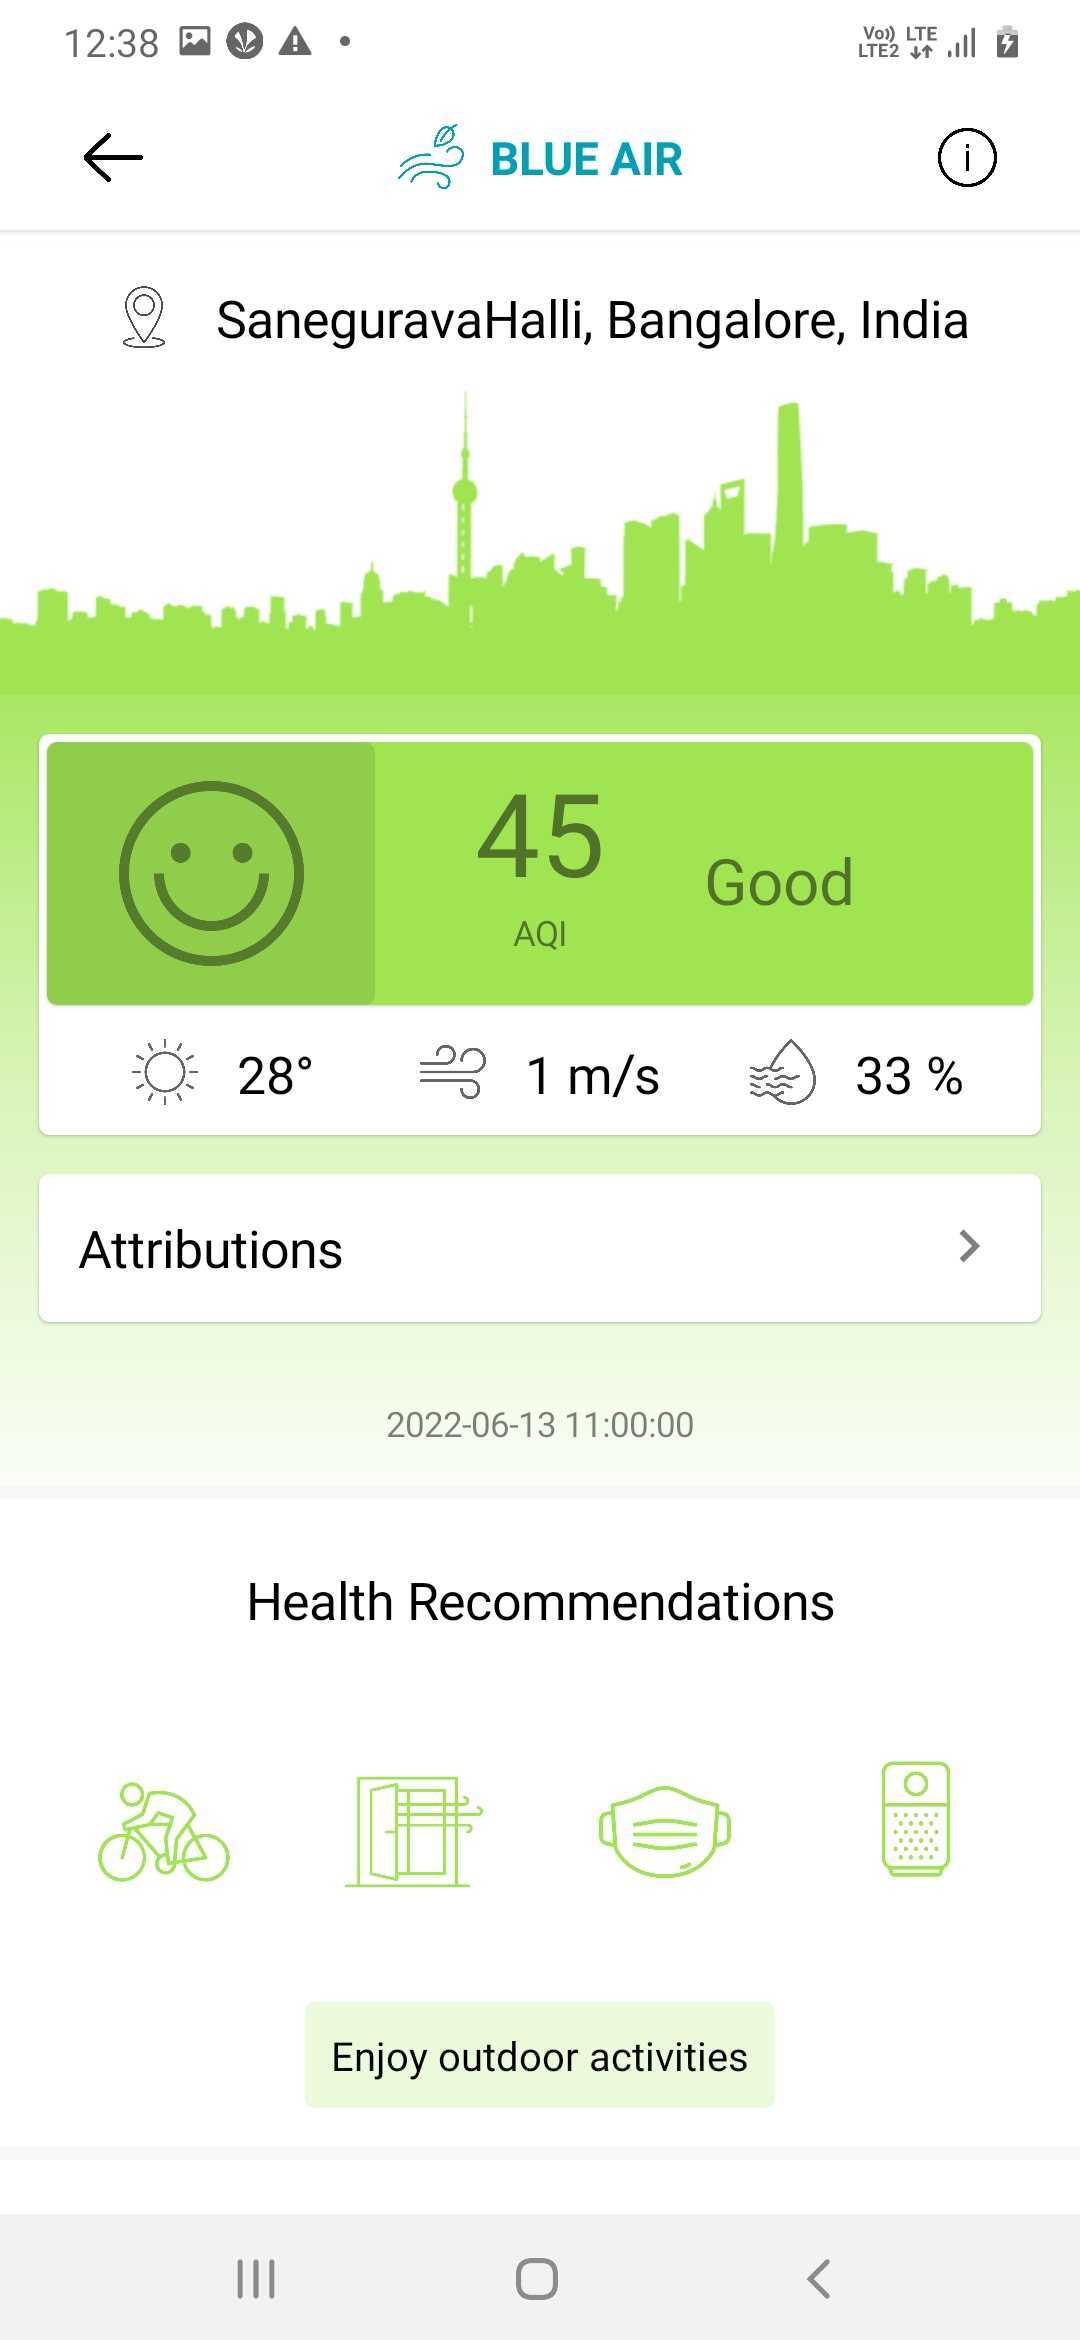 12:38
Vo)) LTE
LTE2
BLUE AIR
SaneguravaHalli, Bangalore, India
45
AQI
Good
28° 1 m/s 33 %
Attributions
2022-06-13 11:00:00
Health Recommendations
Enjoy outdoor activities